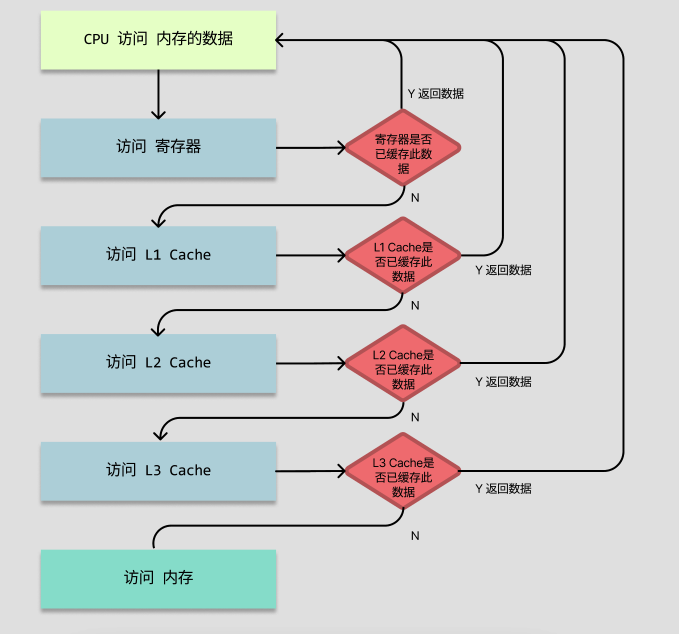 CPU 访问 内存的数据
Y 返回数据
访问 寄存器
寄存器是否
已缓存此数
据
N
访问 L1 Cache
L1 Cache是
否已缓存此
数据
Y 返回数据
N
访问 L2 Cache
L2 Cache是
否已缓存此
数据
Y 返回数据
N
访问 L3 Cache
L3 Cache是
否已缓存此
数据
Y 返回数据
N
访问 内存